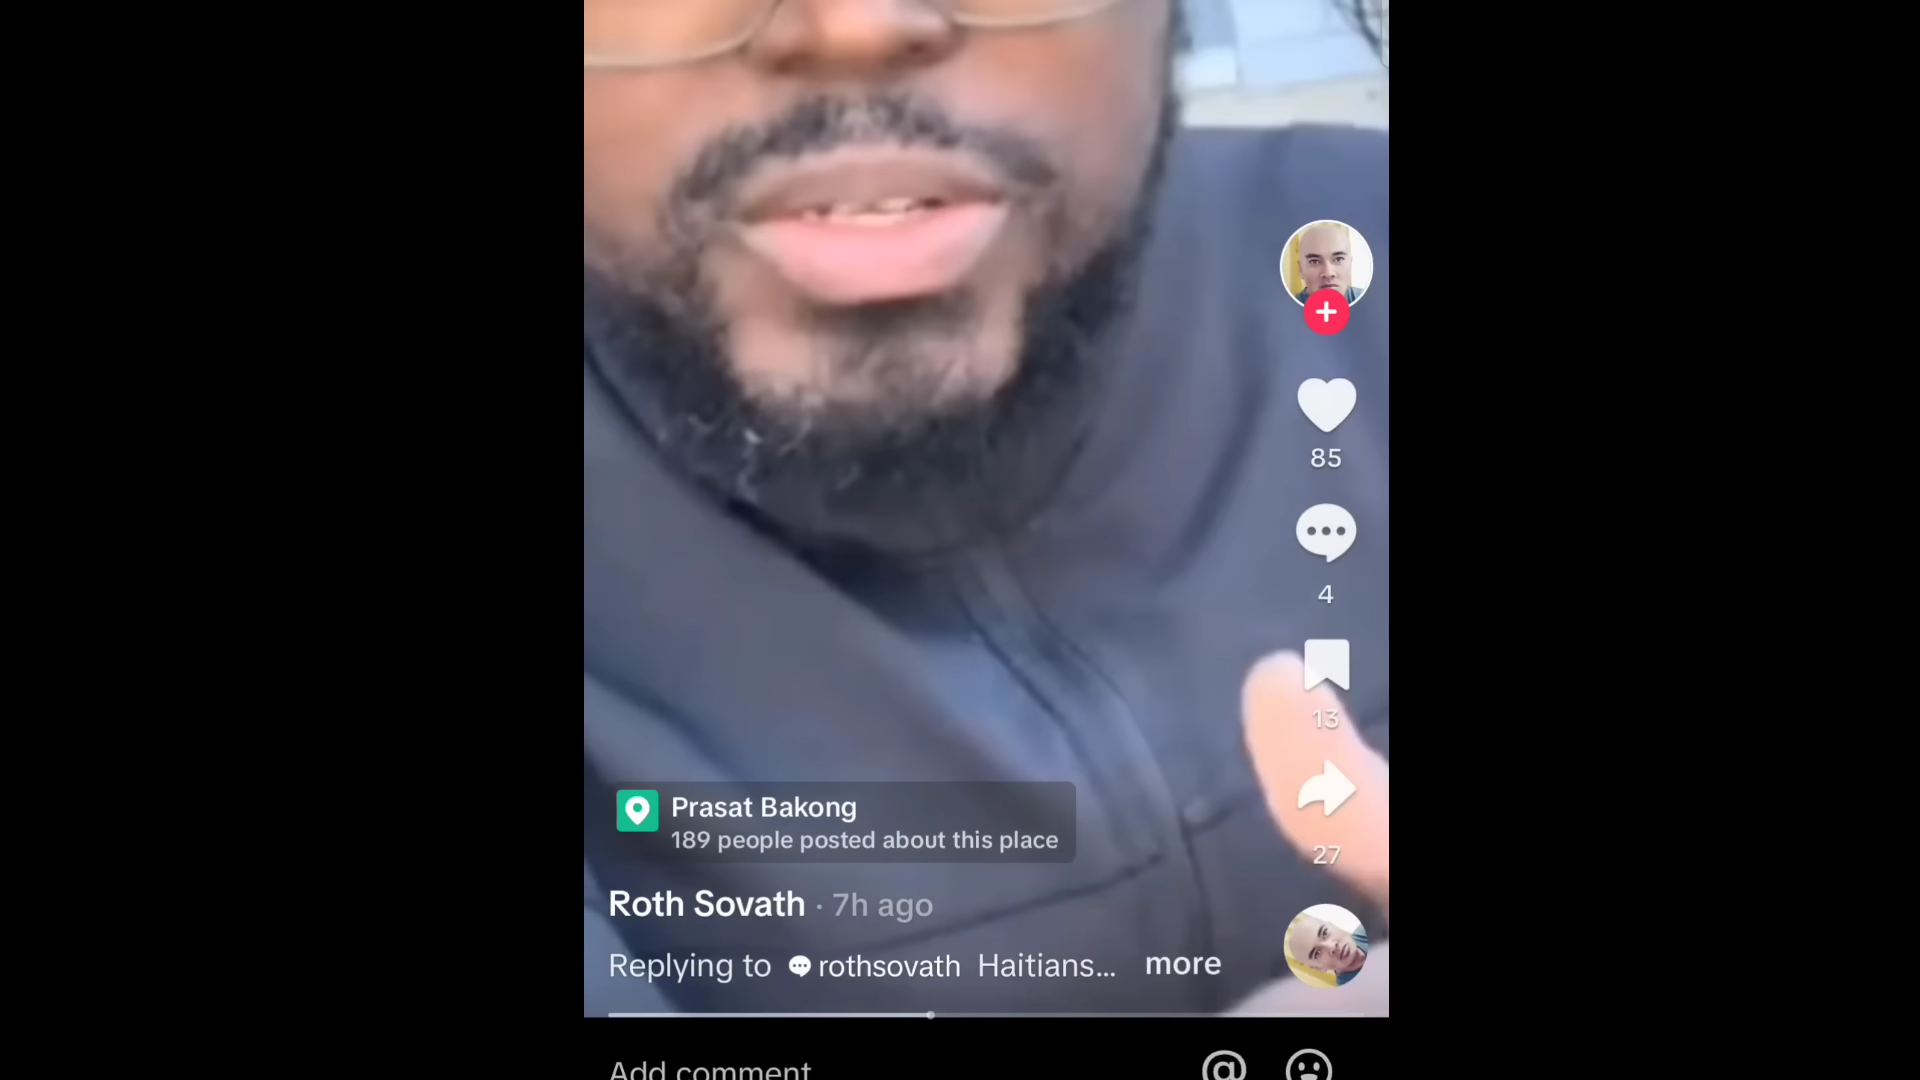 85
4
13
27
Prasat Bakong
189 people posted about this place
Roth Sovath · 7h ago
Replying to rothsovath Haitians... more
Add comment